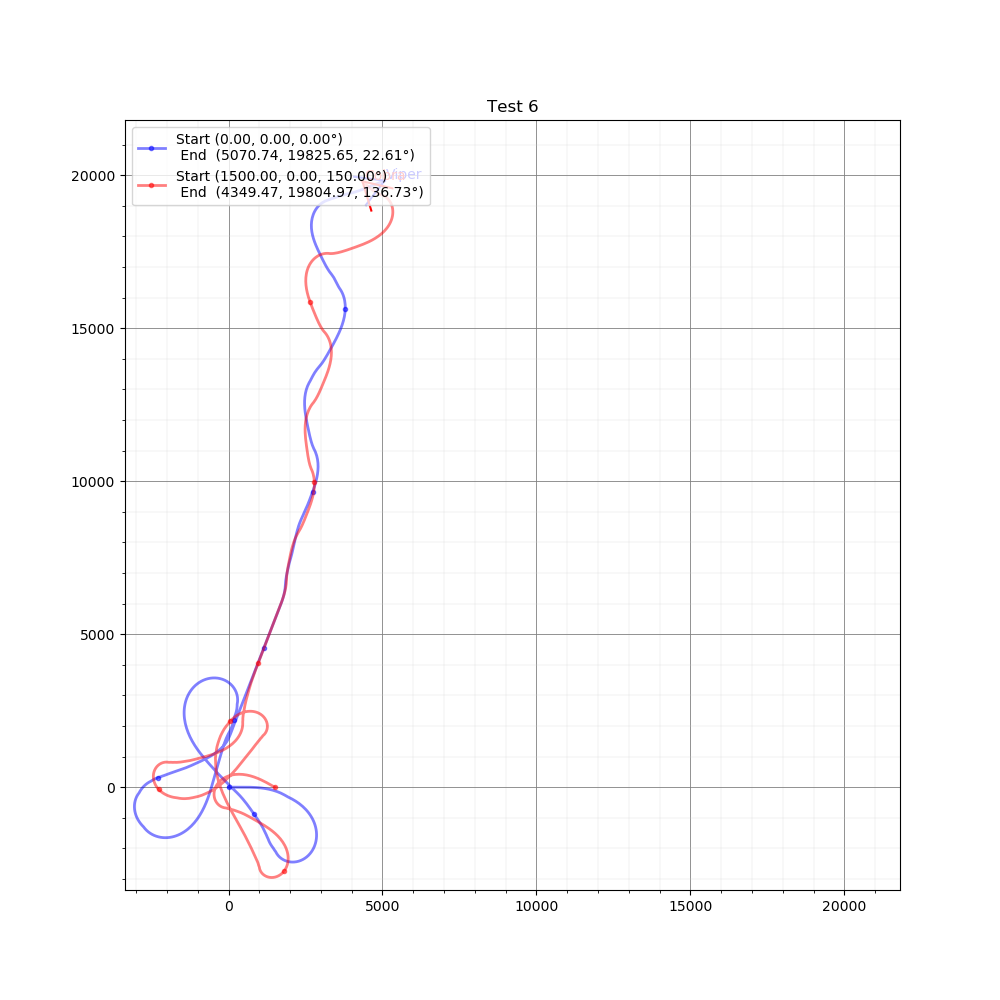 Test 6
Start (0.00, 0.00, 0.00°)
End (5070.74, 19825.65, 22.61°)
Start (1500.00, 0.00, 150.00°)
End (4349.47, 19804.97, 136.73°)
20000
15000
10000
5000
0
0 5000 10000 15000 20000